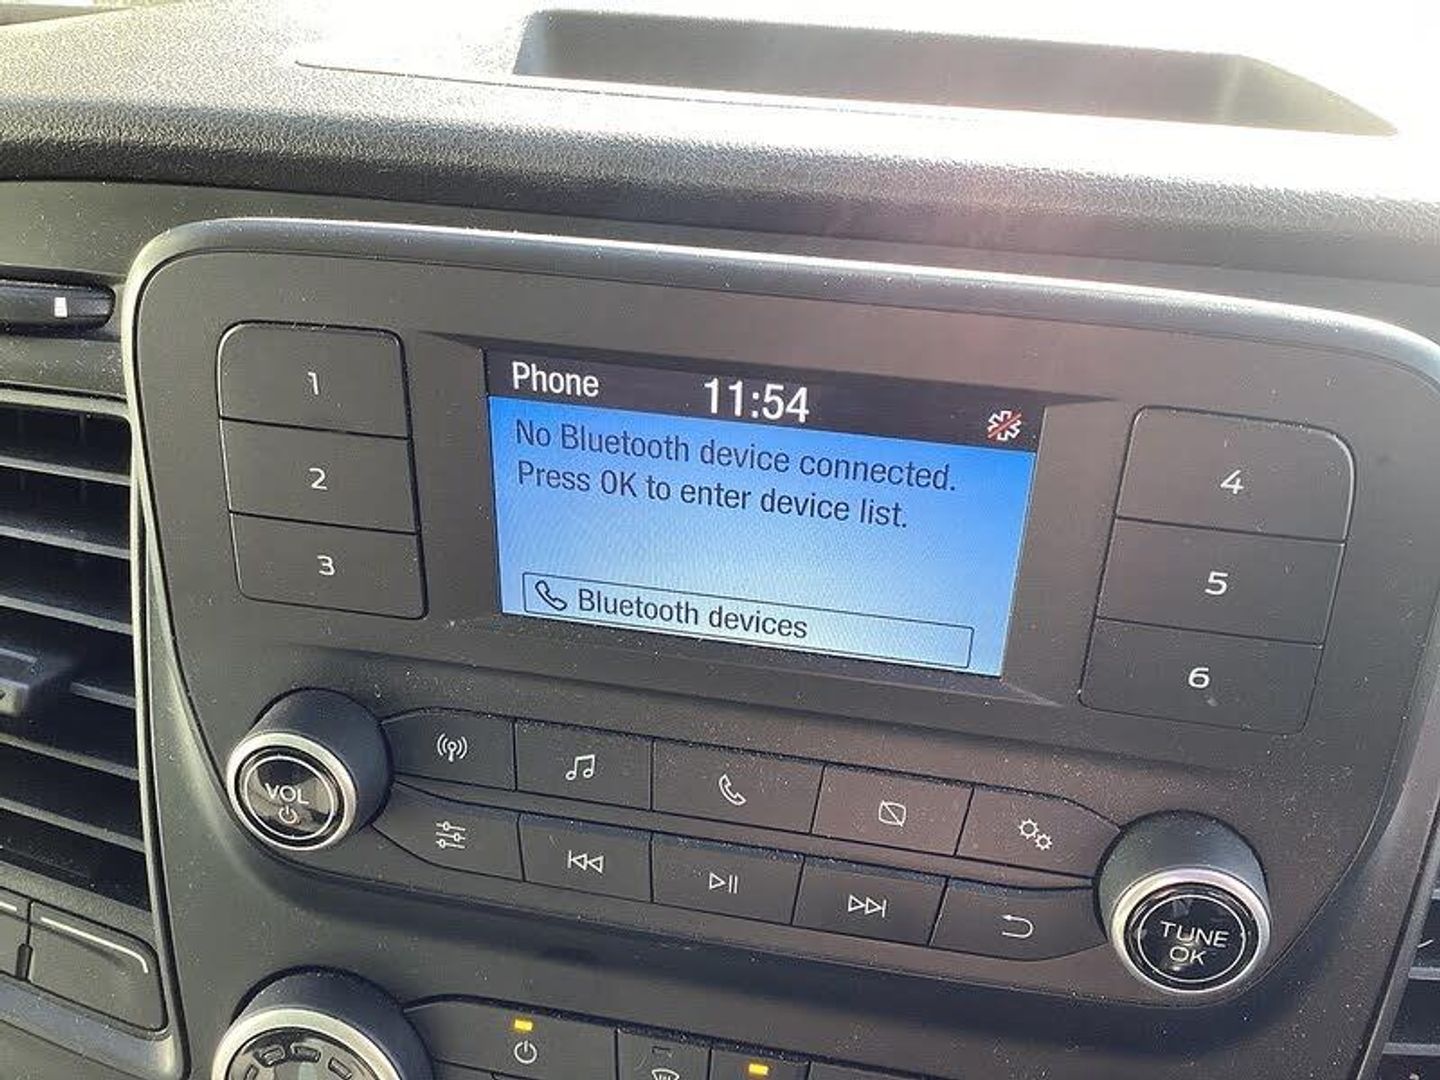 Phone 11:54
No Bluetooth device connected.
Press OK to enter device list.
Bluetooth devices
1
2
3
4
5
6
VOL
TUNE
OK